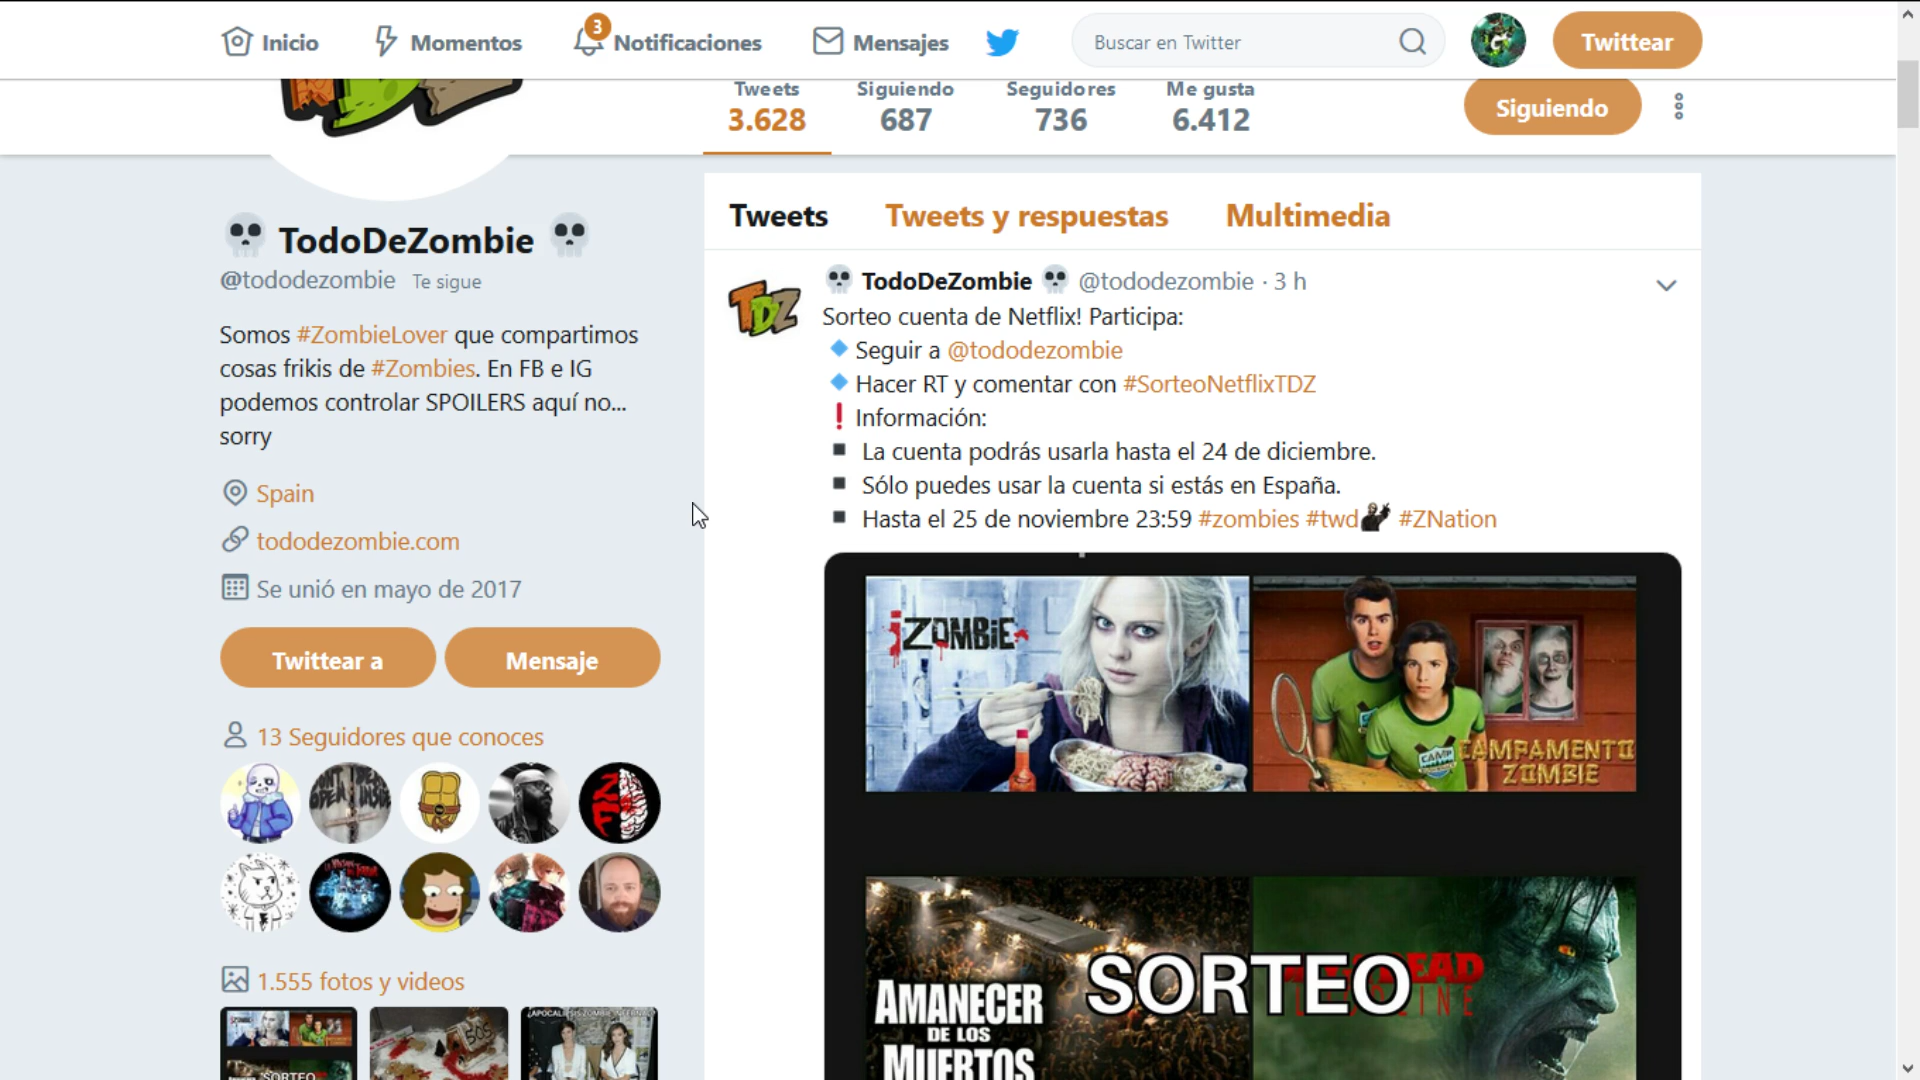 Inicio
Momentos
3
Notificaciones
Mensajes
Buscar en Twitter
Twittear
Tweets
3.628
Siguiendo
687
Seguidores
736
Me gusta
6.412
Siguiendo
TodoDeZombie
@tododezombie Te sigue
Somos #ZombieLover que compartimos
cosas frikis de #Zombies. En FB e IG
podemos controlar SPOILERS aquí no...
sorry
Spain
tododezombie.com
Se unió en mayo de 2017
Twittear a
Mensaje
13 Seguidores que conoces
1.555 fotos y videos
SORTEO
Tweets
Tweets y respuestas
Multimedia
TDZ
TodoDeZombie @tododezombie · 3 h
Sorteo cuenta de Netflix! Participa:
Seguir a @tododezombie
Hacer RT y comentar con #SorteoNetflixTDZ
Información:
La cuenta podrás usarla hasta el 24 de diciembre.
Sólo puedes usar la cuenta si estás en España.
Hasta el 25 de noviembre 23:59 #zombies #twd #ZNation
iZOMBiE
CAMPAMENTO
ZOMBIE
SORTEO
AMANECER
DE LOS
MUERTOS